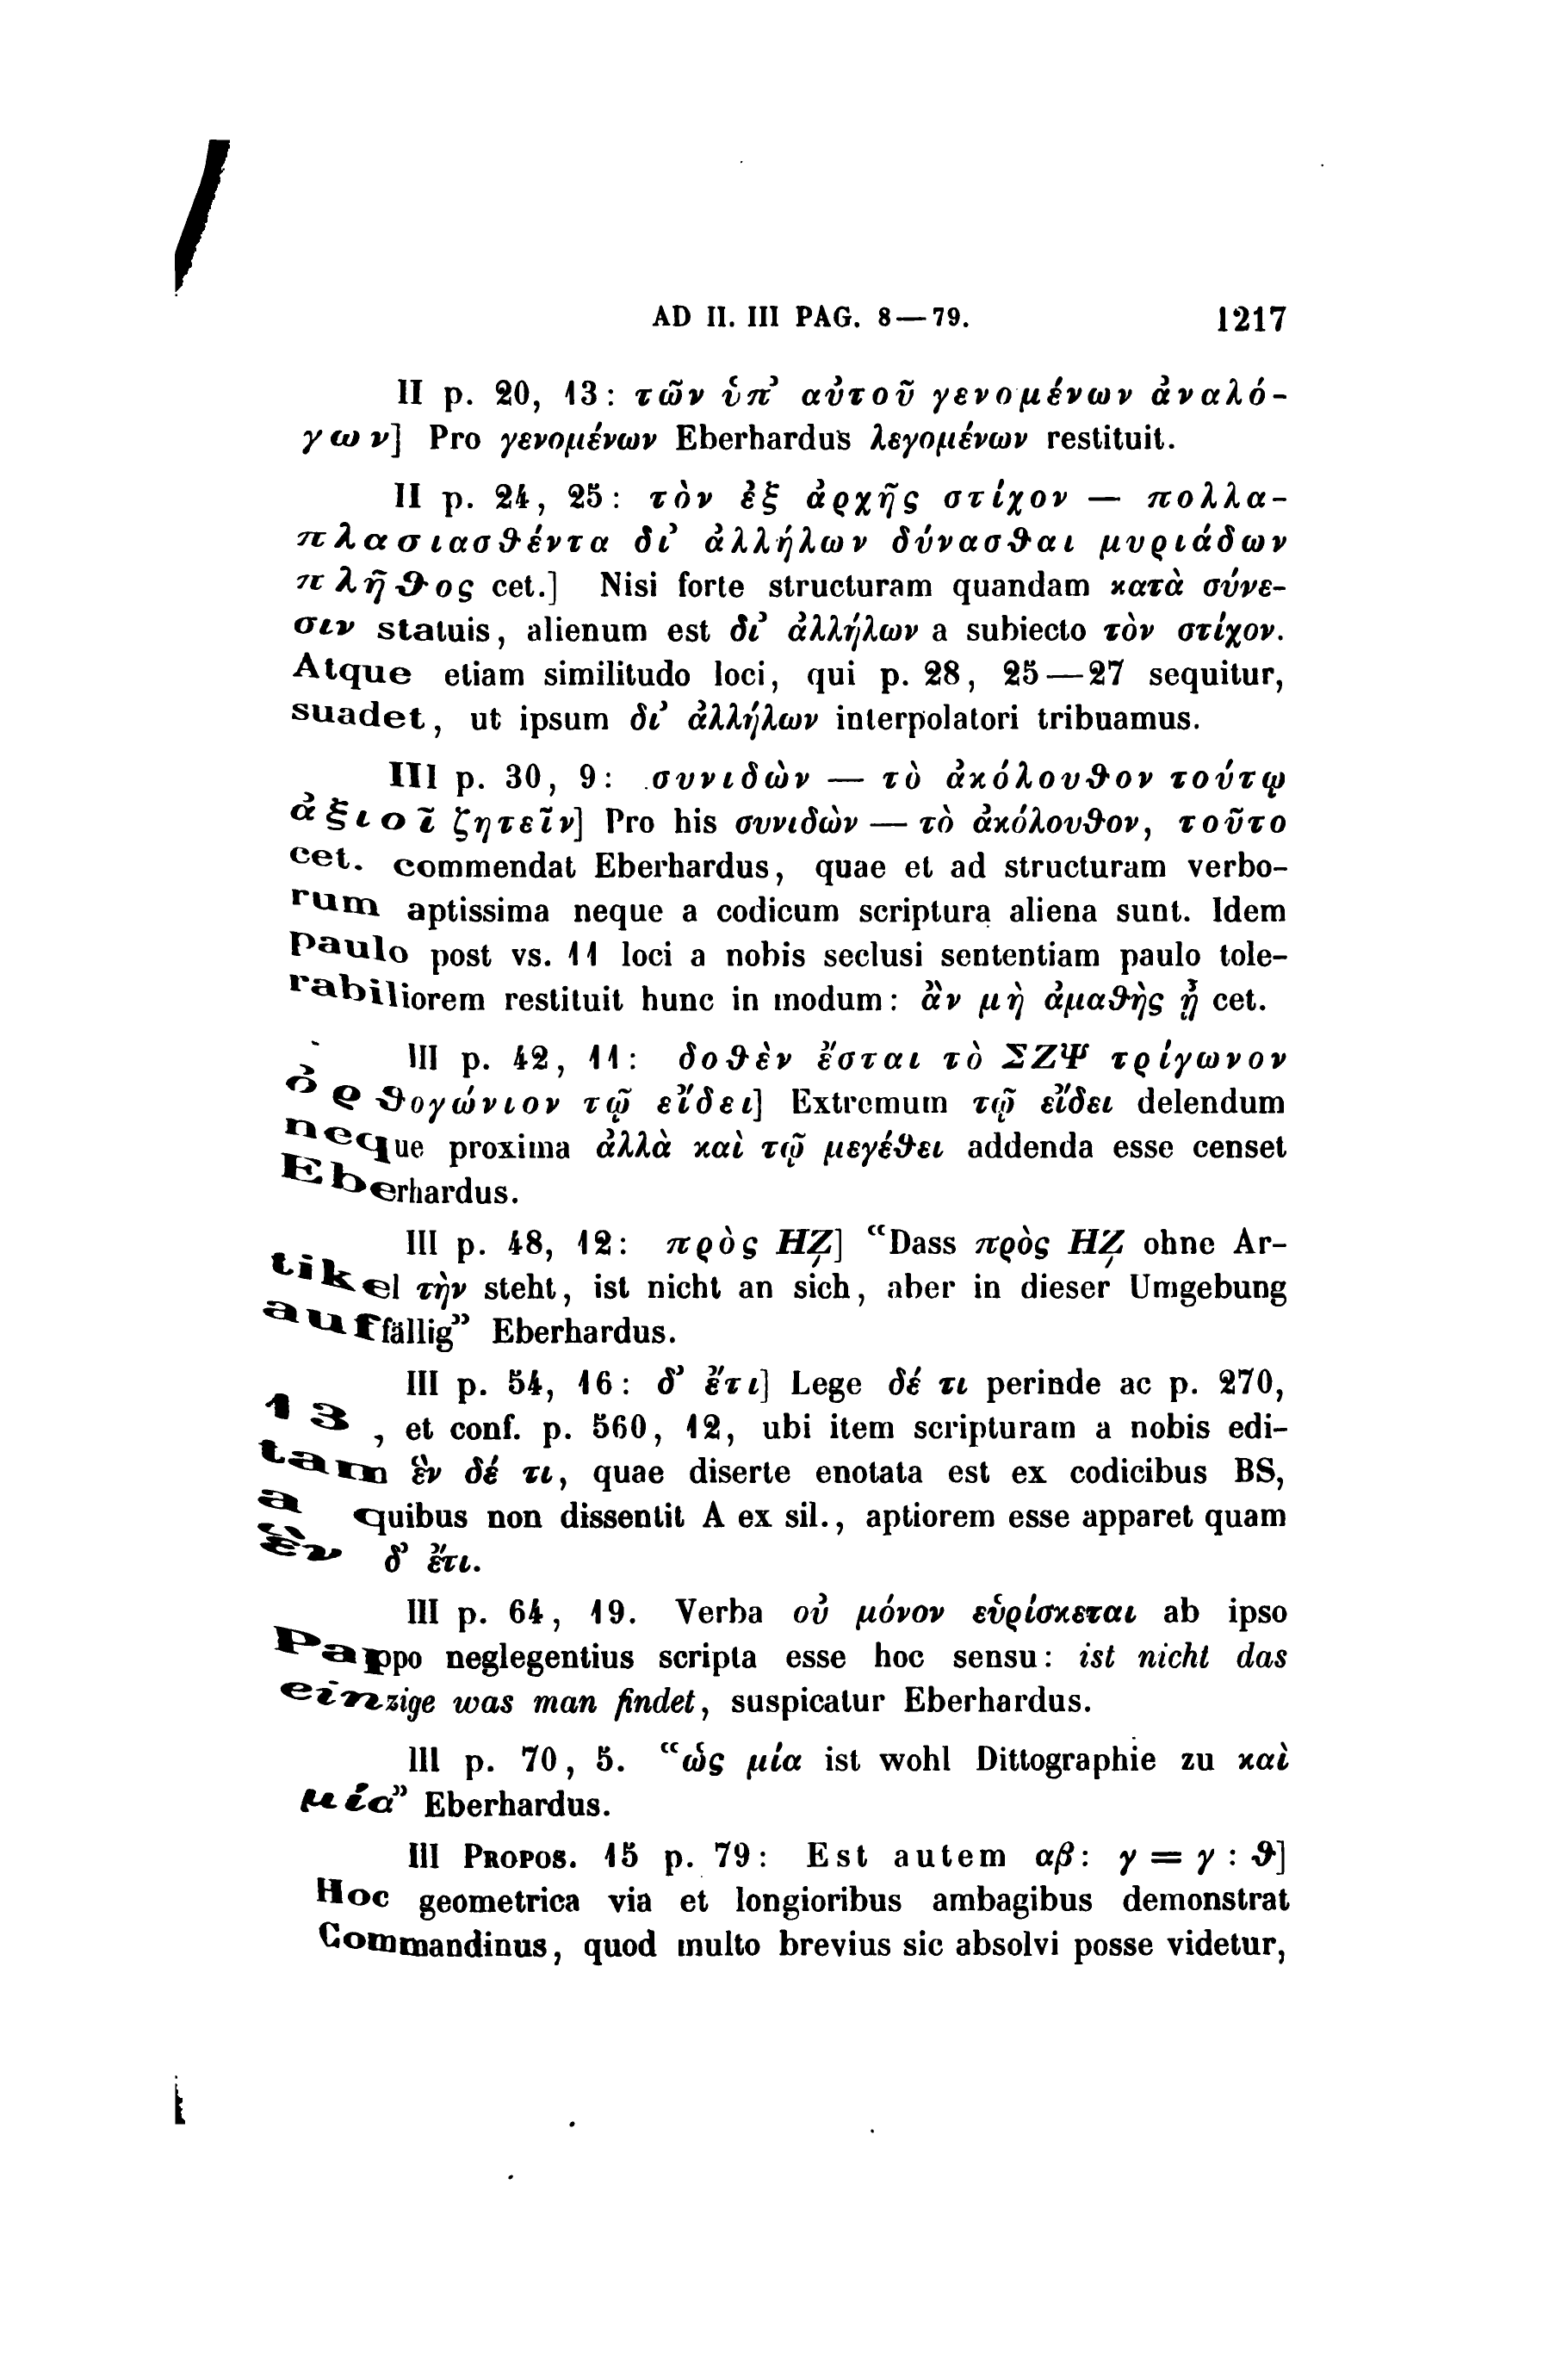 AD II. III PAG. 8—79. 1217
II p. 20, 13: τῶν ὑπ’ αὐτοῦ γενομένων ἀναλό-
γων] Pro γενομένων Eberhardus λεγομένων restituit.
II p. 24, 25: τὸν ἐξ ἀρχῆς στίχον — πολλα-
πλασιασθέντα δι’ ἀλλήλων δύνασθαι μυριάδων
πλῆθος cet.] Nisi forte structuram quandam κατὰ σύνε-
σιν statuis, alienum est δι’ ἀλλήλων a subiecto τὸν στίχον.
Atque etiam similitudo loci, qui p. 28, 25—27 sequitur,
suadet, ut ipsum δι’ ἀλλήλων interpolatori tribuamus.
III p. 30, 9: συνιδὼν — τὸ ἀκόλουθον τούτῳ
ἀξιοῖ ζητεῖν] Pro his συνιδὼν — τὸ ἀκόλουθον, τοῦτο
cet. commendat Eberhardus, quae et ad structuram verbo-
rum aptissima neque a codicum scriptura aliena sunt. Idem
paulo post vs. 11 loci a nobis seclusi sententiam paulo tole-
rabiliorem restituit hunc in modum: ἂν μὴ ἀμαθὴς ᾖ cet.
III p. 42, 11: δοθὲν ἔσται τὸ ΣΖΨ τρίγωνον
ὀρθογώνιον τῷ εἴδει] Extremum τῷ εἴδει delendum
neque proxima ἀλλὰ καὶ τῷ μεγέθει addenda esse censet
Eberhardus.
III p. 48, 12: πρὸς ΗΖ̦] “Dass πρὸς ΗΖ̦ ohne Ar-
tikel τὴν steht, ist nicht an sich, aber in dieser Umgebung
auffällig” Eberhardus.
III p. 54, 16: δ’ ἔτι] Lege δέ τι perinde ac p. 270,
13, et conf. p. 560, 12, ubi item scripturam a nobis edi-
tam ἓν δέ τι, quae diserte enotata est ex codicibus BS,
a quibus non dissentit A ex sil., aptiorem esse apparet quam
ἓν δ’ ἔτι.
III p. 64, 19. Verba οὐ μόνον εὑρίσκεται ab ipso
Pappo neglegentius scripta esse hoc sensu: ist nicht das
einzige was man findet, suspicatur Eberhardus.
III p. 70, 5. “ὡς μία ist wohl Dittographie zu καὶ
μία” Eberhardus.
III PROPOS. 15 p. 79: Est autem αβ: γ = γ : θ]
Hoc geometrica via et longioribus ambagibus demonstrat
Commandinus, quod multo brevius sic absolvi posse videtur,